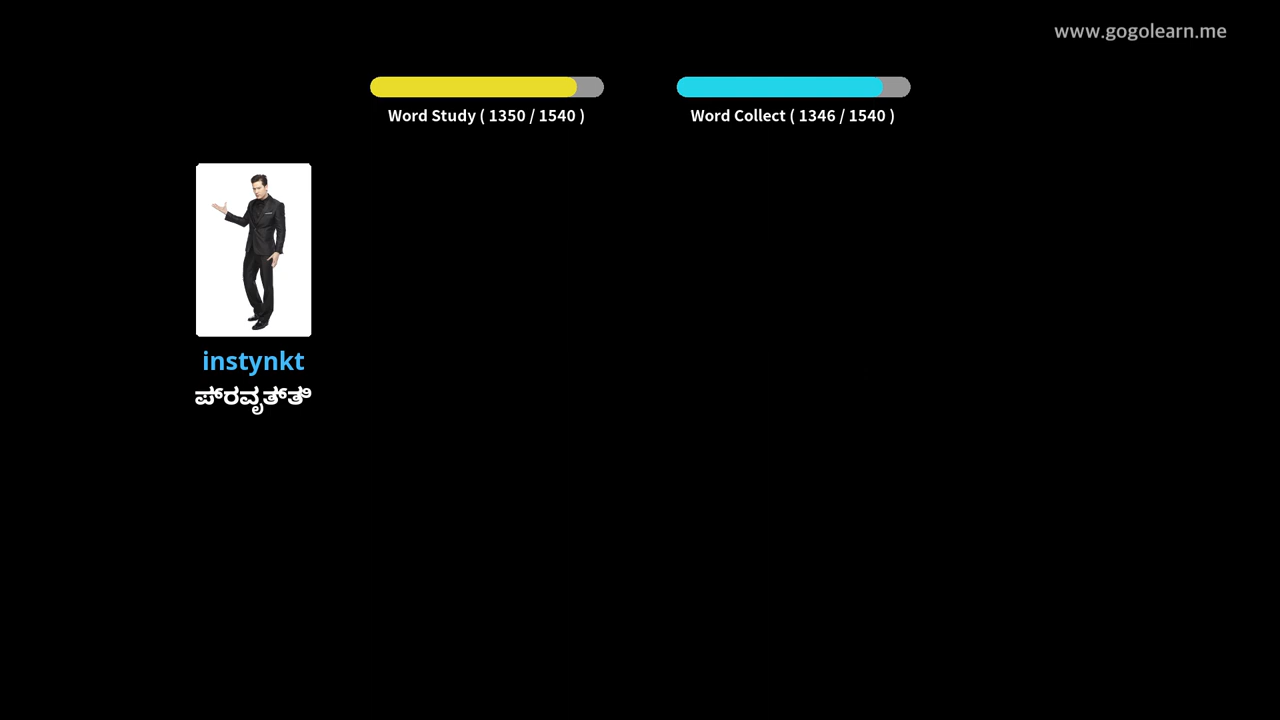 www.gogolearn.me
Word Study ( 1350 / 1540 )
Word Collect ( 1346 / 1540 )
instynkt
ಪ್ರವೃತ್ತಿ